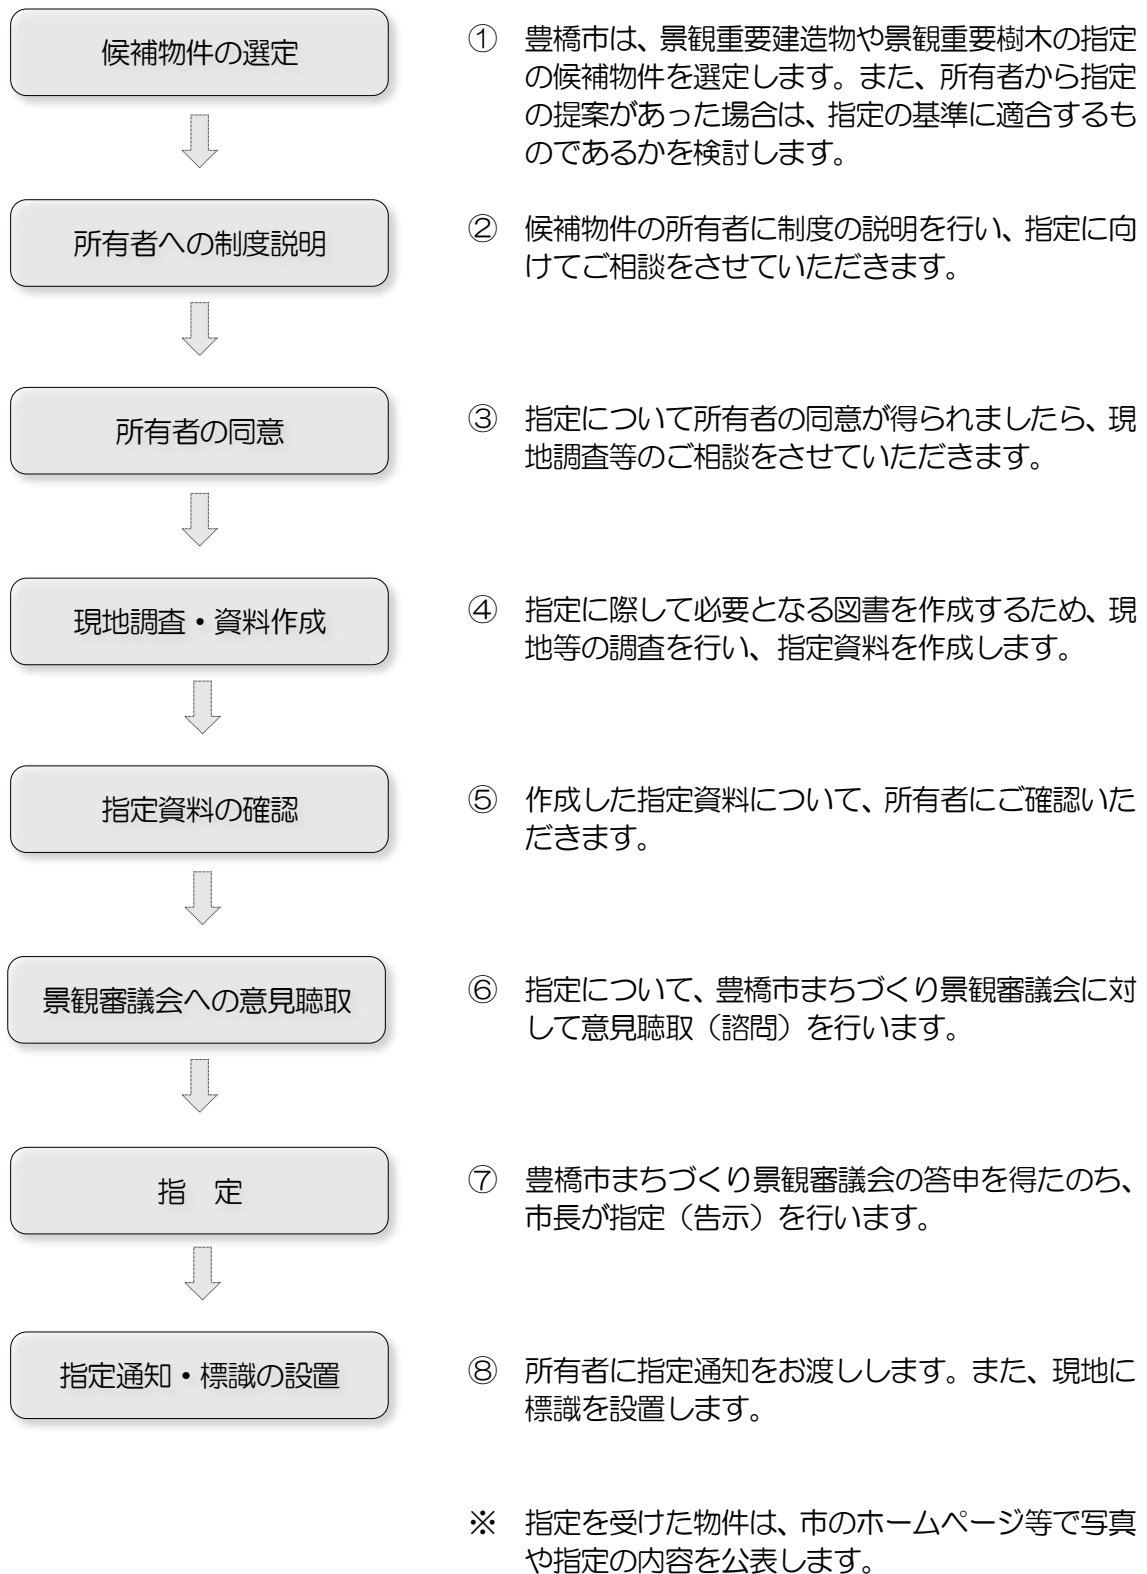 候補物件の選定
① 豊橋市は、景観重要建造物や景観重要樹木の指定
の候補物件を選定します。また、所有者から指定
の提案があった場合は、指定の基準に適合するも
のであるかを検討します。
所有者への制度説明
② 候補物件の所有者に制度の説明を行い、指定に向
けてご相談をさせていただきます。
所有者の同意
③ 指定について所有者の同意が得られましたら、現
地調査等のご相談をさせていただきます。
現地調査・資料作成
④ 指定に際して必要となる図書を作成するため、現
地等の調査を行い、指定資料を作成します。
指定資料の確認
⑤ 作成した指定資料について、所有者にご確認いた
だきます。
景観審議会への意見聴取
⑥ 指定について、豊橋市まちづくり景観審議会に対
して意見聴取（諮問）を行います。
指　定
⑦ 豊橋市まちづくり景観審議会の答申を得たのち、
市長が指定（告示）を行います。
指定通知・標識の設置
⑧ 所有者に指定通知をお渡しします。また、現地に
標識を設置します。
※ 指定を受けた物件は、市のホームページ等で写真
や指定の内容を公表します。